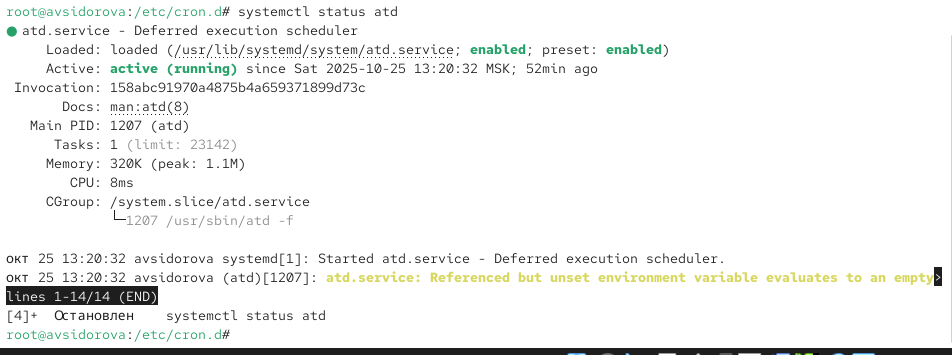 root@avsidorova:/etc/cron.d# systemctl status atd
● atd.service - Deferred execution scheduler
Loaded: loaded (/usr/lib/systemd/system/atd.service; enabled; preset: enabled)
Active: active (running) since Sat 2025-10-25 13:20:32 MSK; 52min ago
Invocation: 158abc91970a4875b4a659371899d73c
Docs: man:atd(8)
Main PID: 1207 (atd)
Tasks: 1 (limit: 23142)
Memory: 320K (peak: 1.1M)
CPU: 8ms
CGroup: /system.slice/atd.service
└─1207 /usr/sbin/atd -f
окт 25 13:20:32 avsidorova systemd[1]: Started atd.service - Deferred execution scheduler.
окт 25 13:20:32 avsidorova (atd)[1207]: atd.service: Referenced but unset environment variable evaluates to an empty>
lines 1-14/14 (END)
[4]+  Остановлен    systemctl status atd
root@avsidorova:/etc/cron.d#